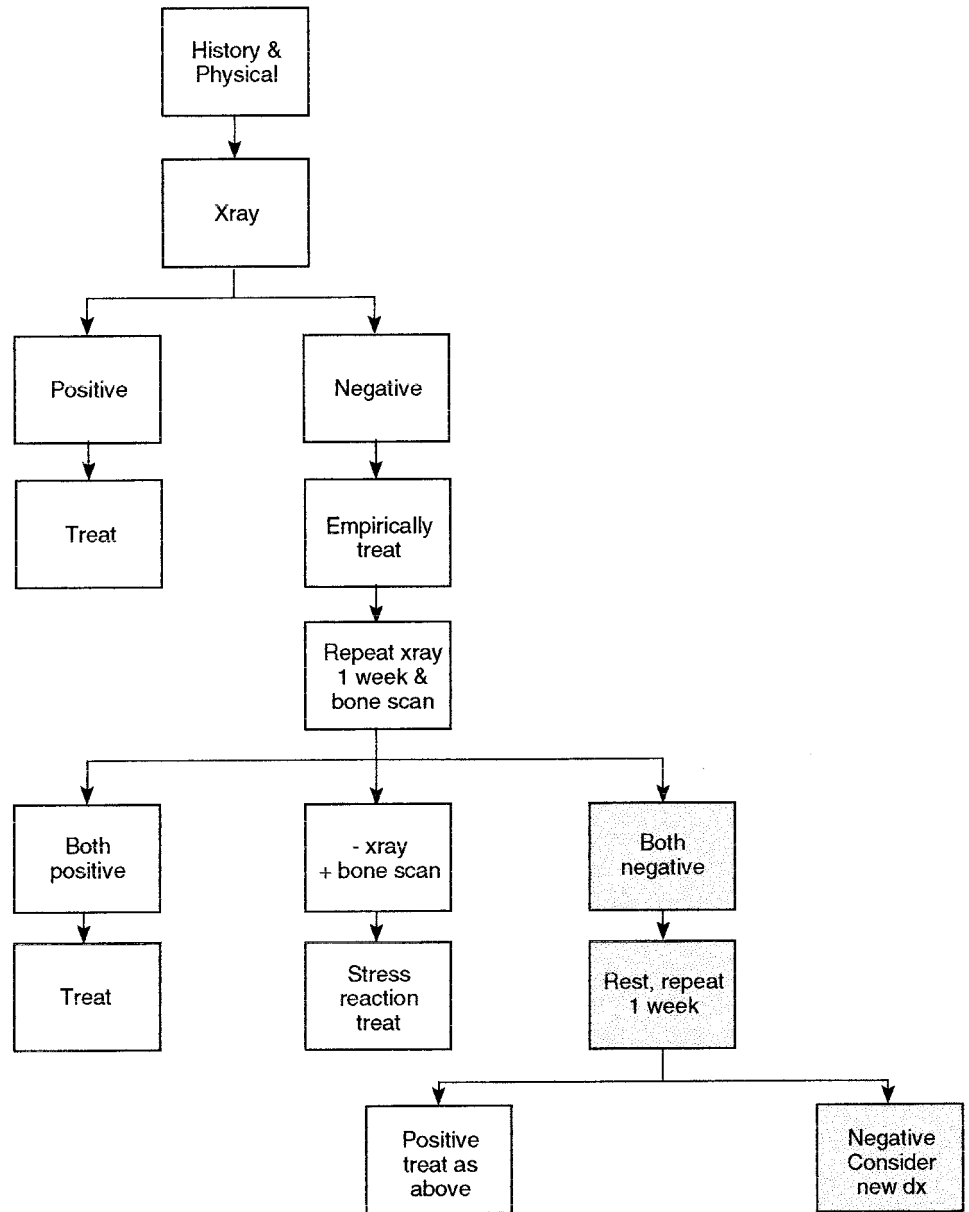 History &
Physical
Xray
Positive
Negative
Treat
Empirically
treat
Repeat xray
1 week &
bone scan
Both
positive
- xray
+ bone scan
Both
negative
Treat
Stress
reaction
treat
Rest, repeat
1 week
Positive
treat as
above
Negative
Consider
new dx